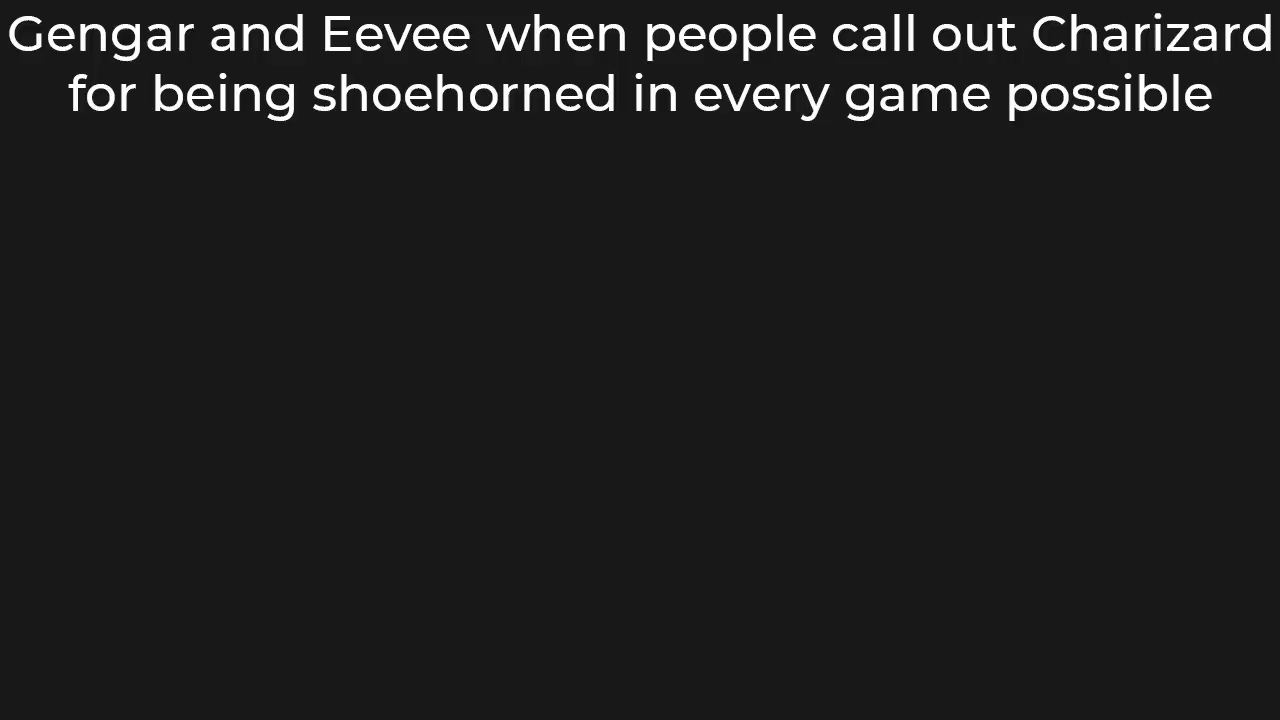 Gengar and Eevee when people call out Charizard
for being shoehorned in every game possible